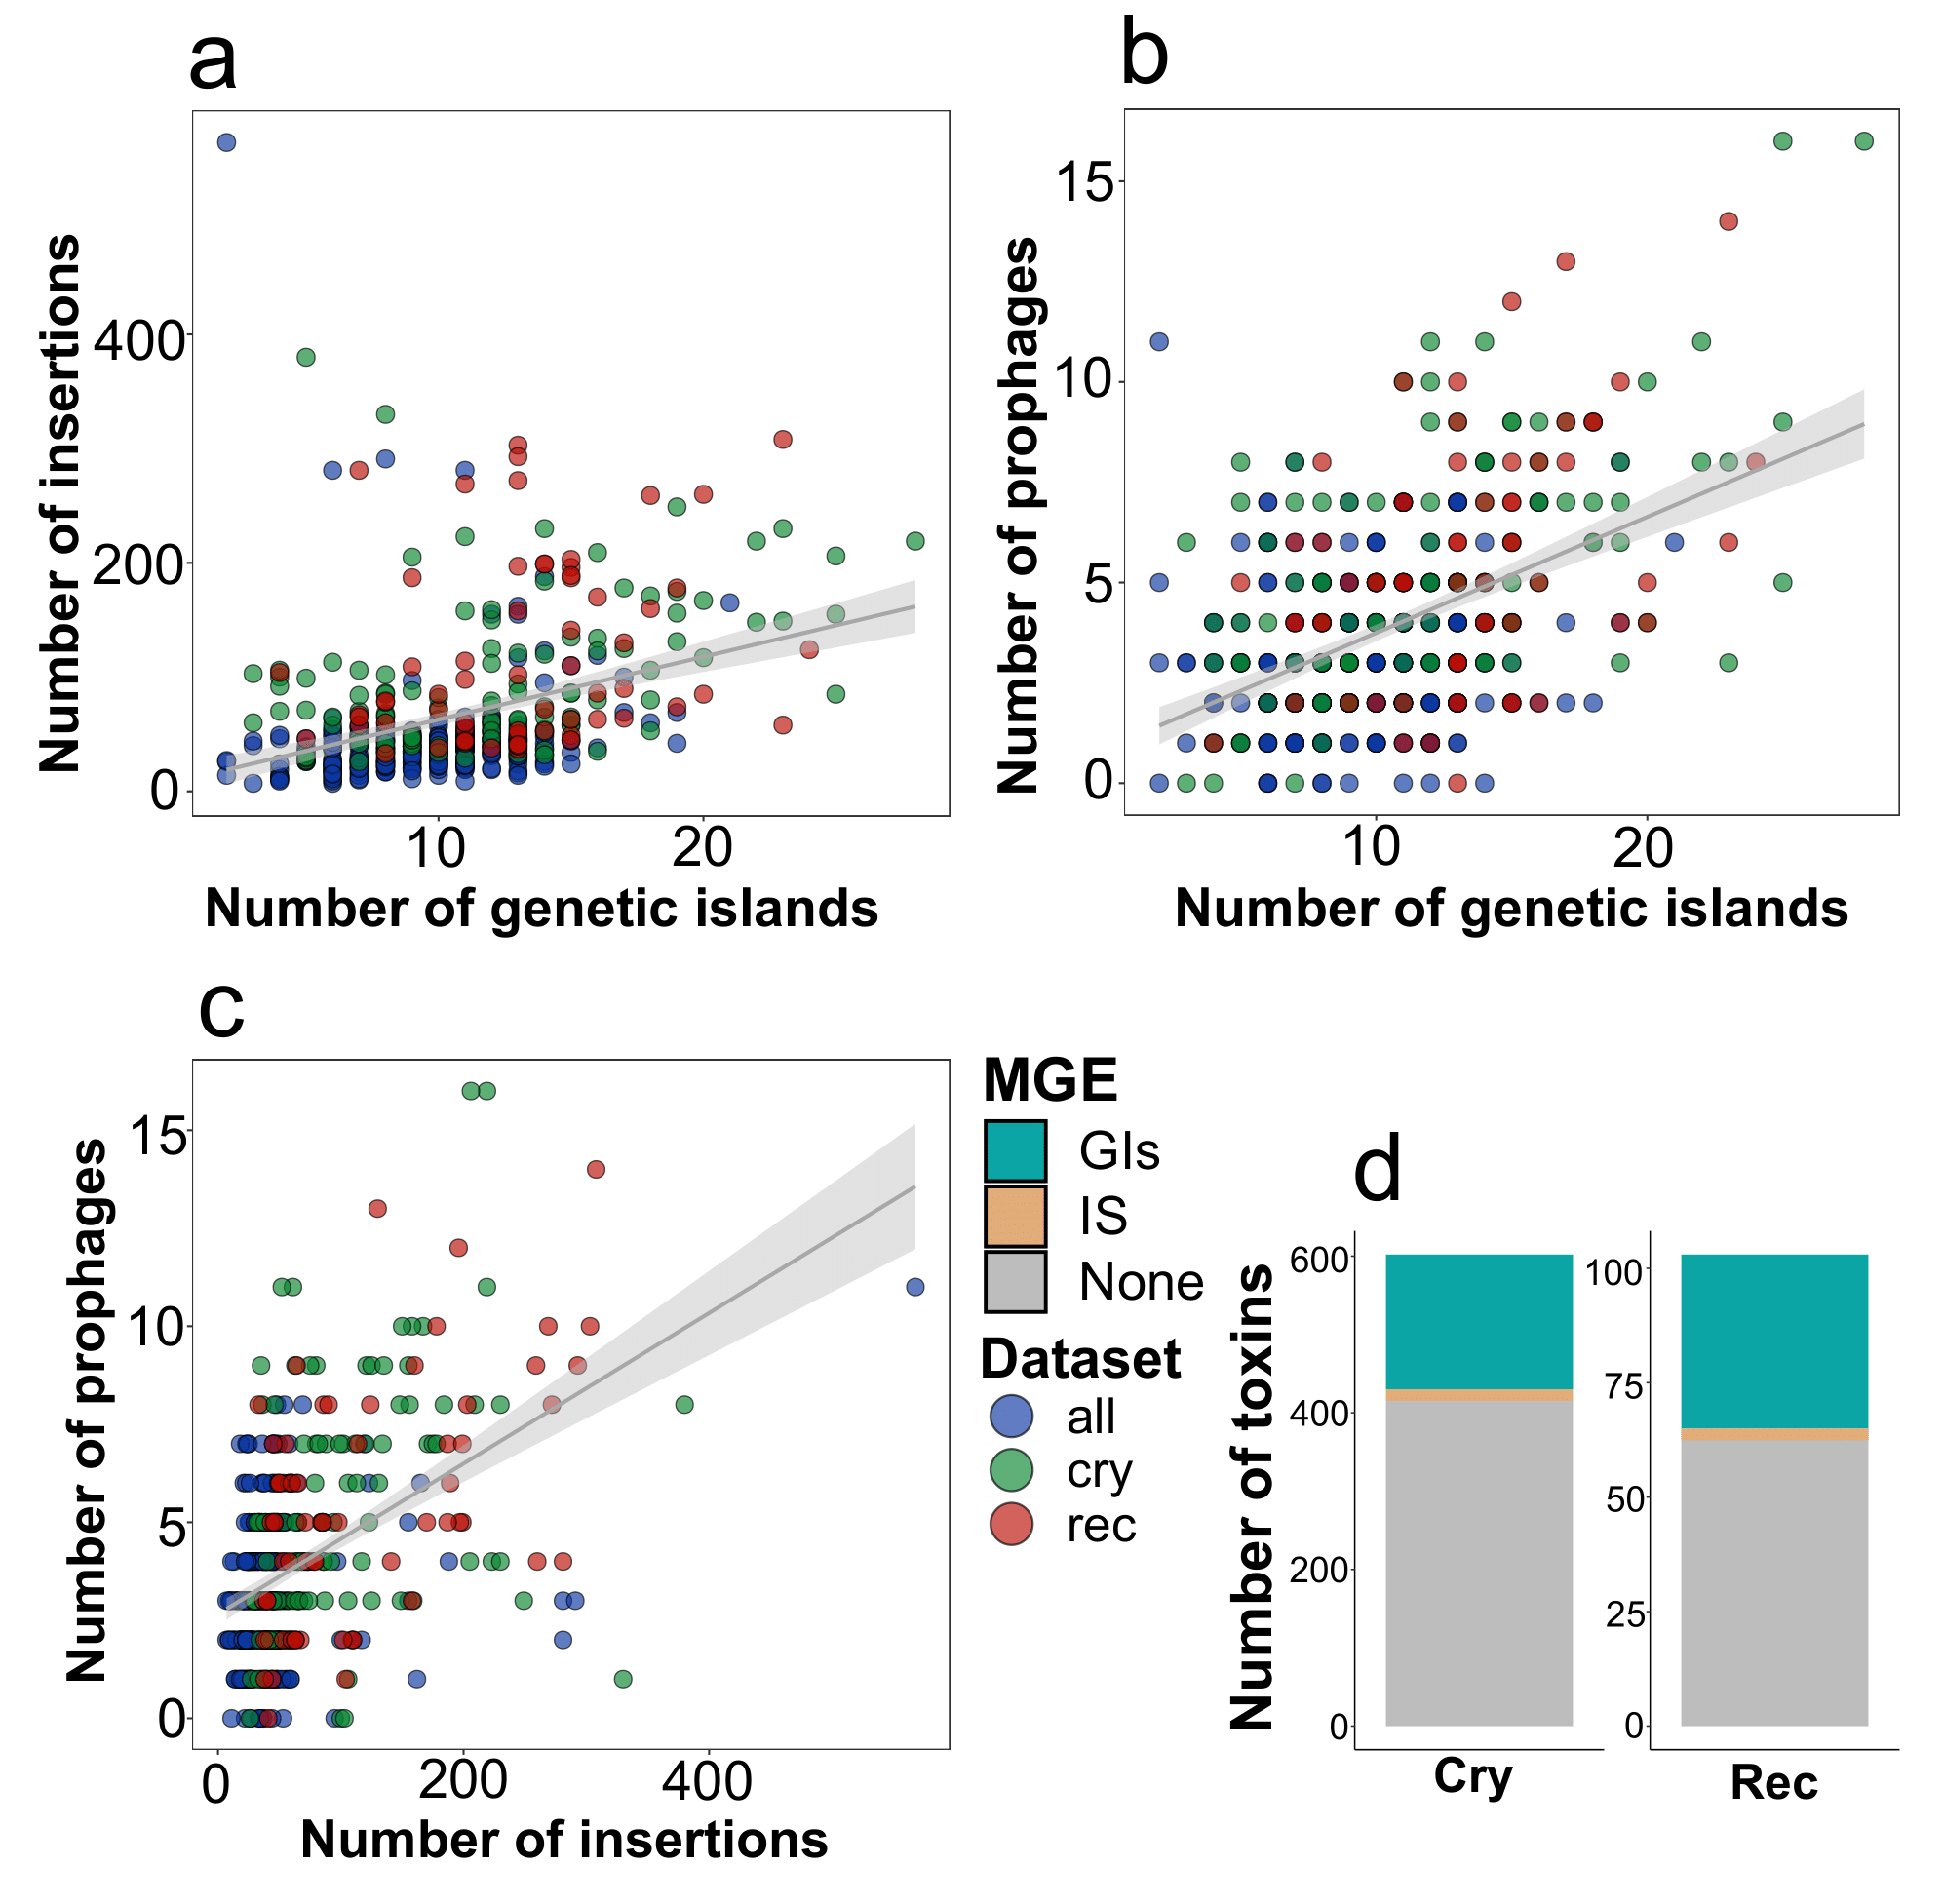 a
Number of insertions
400
200
0
10
20
Number of genetic islands
b
Number of prophages
15
10
5
0
10
20
Number of genetic islands
c
Number of prophages
15
10
5
0
0
200
400
Number of insertions
MGE
GIs
IS
None
Dataset
all
cry
rec
d
Number of toxins
600
400
200
0
Cry
100
75
50
25
0
Rec